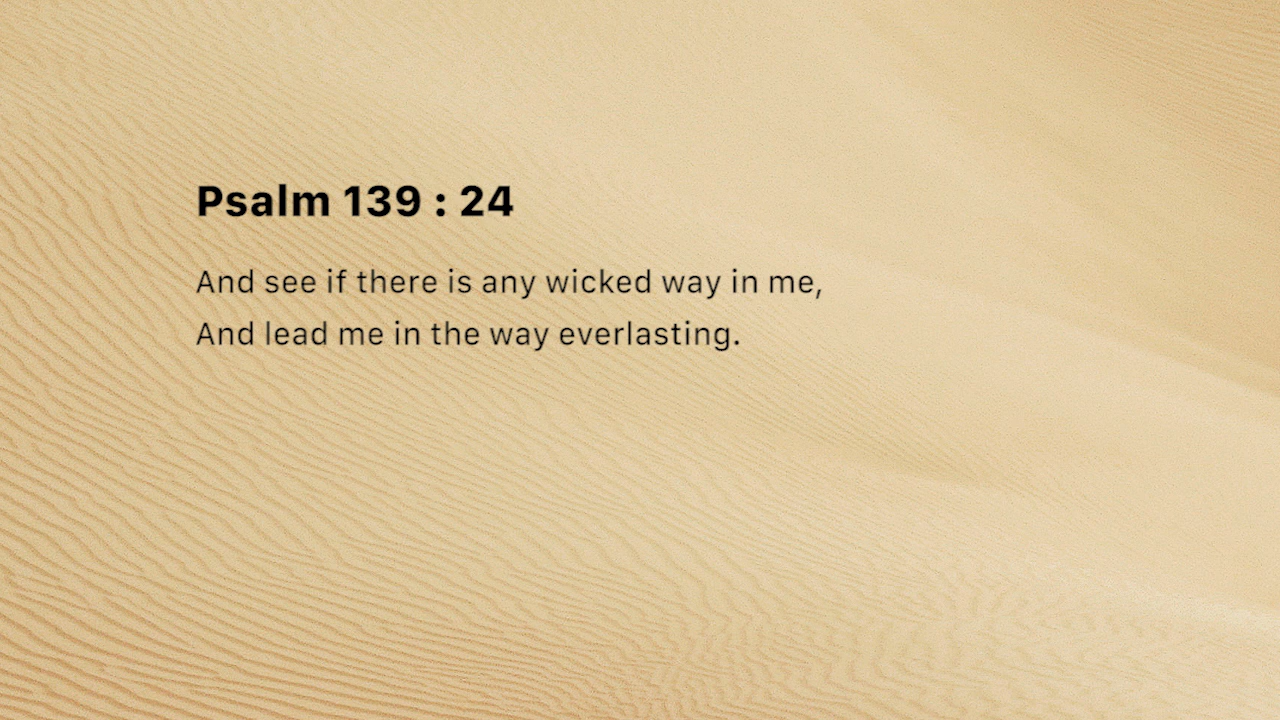 Psalm 139 : 24
And see if there is any wicked way in me,
And lead me in the way everlasting.